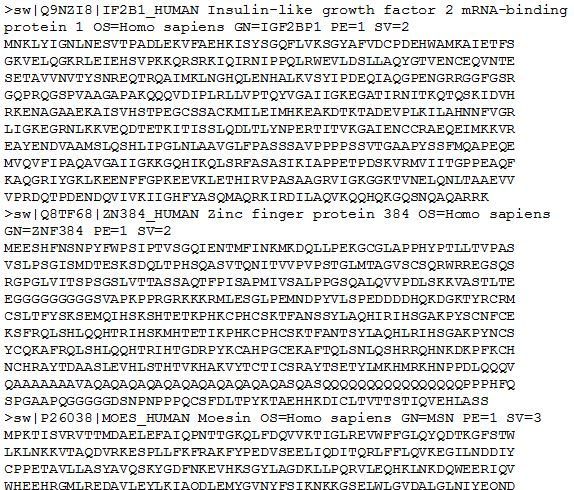 >sw|Q9NZI8|IF2B1_HUMAN Insulin-like growth factor 2 mRNA-binding
protein 1 OS=Homo sapiens GN=IGF2BP1 PE=1 SV=2
MNKLYIGNLNESVTPADLEKVFAEHKISYSGQFLVKSGYAFVDCPDEHWAMKAIETFS
GKVELQGKRLEIEHSVPKKQRSRKIQIRNIPPQLRWEVLDSLLAQYGTVENCEQVNTE
SETAVVNVTYSNREQTRQAIMKLNGHQLENHALKVSYIPDEQIAQGPENGRRGGFGSR
GQPRQGSPVAAGAPAKQQQVDIPLRLLVPTQYVGAIIGKEGATIRNITKQTQSKIDVH
RKENAGAAEKAISVHSTPEGCSSACKMILEIMHKEAKDTKTADEVPLKILAHNNFVGR
LIGKEGRNLKKVEQDTETKITISSLQDLTLYNPERTITVKGAIENCCRAEQEIMKKVR
EAYENDVAAMSLQSHLIPGLNLAAVGLFPASSSAVPPPPSSVTGAAPYSSFMQAPEQE
MVQVFIPAQAVGAIIGKKGQHIKQLSRFASASIKIAPPETPDSKVRMVIITGPPEAQF
KAQGRIYGKLKEENFFGPKEEVKLETHIRVPASAAGRVIGKGGKTVNELQNLTAAEVV
VPRDQTPDENDQVIVKIIGHFYASQMAQRKIRDILAQVKQQHQKGQSNQAQARRK
>sw|Q8TF68|ZN384_HUMAN Zinc finger protein 384 OS=Homo sapiens
GN=ZNF384 PE=1 SV=2
MEESHFNSNPYFWPSIPTVSGQIENTMFINKMKDQLLPEKGCGLAPPHYPTLLTVPAS
VSLPSGISMDTESKSDQLTPHSQASVTQNITVVPVPSTGLMTAGVSCSQRWRREGSQS
RGPGLVITSPSGSLVTTASSAQTFPISAPMIVSALPPGSQALQVVPDLSKKVASTLTE
EGGGGGGGGGSVAPKPPRGRKKKRMLESGLPEMNDPYVLSPEDDDDHQKDGKTYRCRM
CSLTFYSKSEMQIHSKSHTETKPHKCPHCSKTFANSSYLAQHIRIHSGAKPYSCNFCE
KSFRQLSHLQQHTRIHSKMHTETIKPHKCPHCSKTFANTSYLAQHLRIHSGAKPYNCS
YCQKAFRQLSHLQQHTRIHTGDRPYKCAHPGCEKAFTQLSNLQSHRRQHNKDKPFKCH
NCHRAYTDAASLEVHLSTHTVKHAKVYTCTICSRAYTSETYLMKHMRKHNPPDLQQQV
QAAAAAAAVAQAQAQAQAQAQAQAQAQAQAQASQASQQQQQQQQQQQQQQQPPPHFQ
SPGAAPQGGGGGDSNPNPPPQCSFDLTPYKTAEHHKDICLTVTTSTIQVEHLASS
>sw|P26038|MOES_HUMAN Moesin OS=Homo sapiens GN=MSN PE=1 SV=3
MPKTISVRVTTMDAELEFAIQPNTTGKQLFDQVVKTIGLREVWFFGLQYQDTKGFSTW
LKLNKKVTAQDVRKESPLLFKFRAKFYPEDVSEELIQDITQRLFFLQVKEGILNDDIY
CPPETAVLLASYAVQSKYGDFNKEVHKSGYLAGDKLLPQRVLEQHKLNKDQWEERIQV
WHEEHRGMLREDAVLEYLKIAQDLEMYGVNYFSIKNKKGSELWLGVDALGLNIYEQND